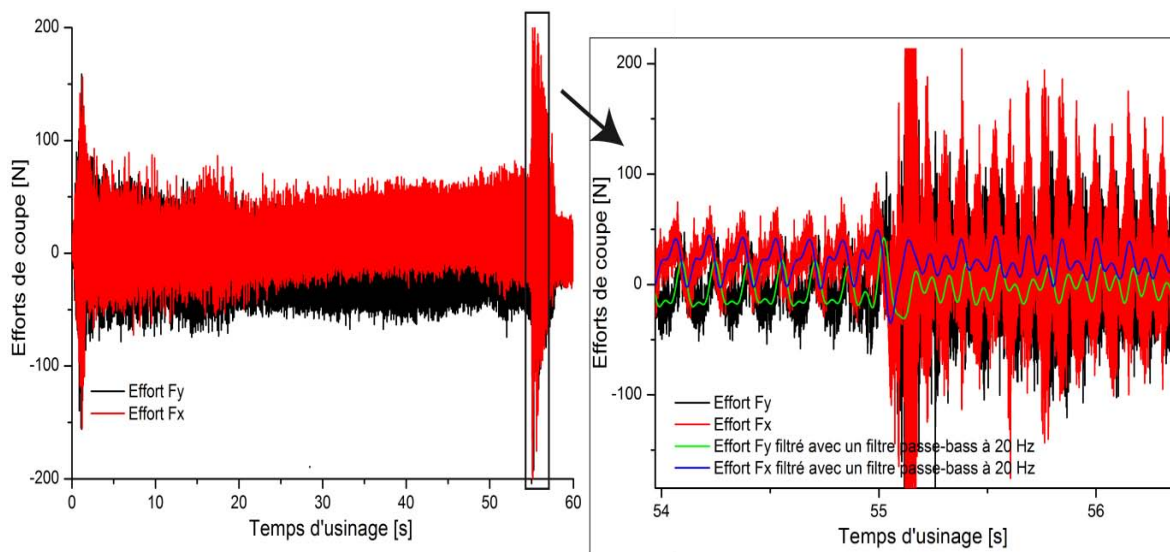 200
100
0
-100
-200
Efforts de coupe [N]
Effort Fy
Effort Fx
0 10 20 30 40 50 60
Temps d'usinage [s]
200
100
0
-100
Efforts de coupe [N]
Effort Fy
Effort Fx
Effort Fy filtré avec un filtre passe-bass à 20 Hz
Effort Fx filtré avec un filtre passe-bass à 20 Hz
54 55 56
Temps d'usinage [s]